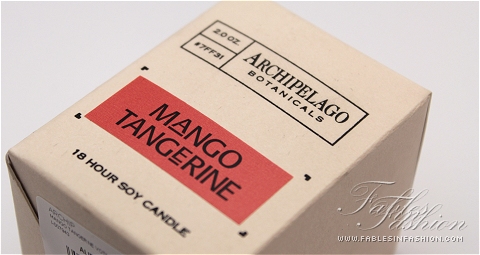 2.0 OZ.
#7FF31
ARCHIPELAGO
BOTANICALS
MANGO
TANGERINE
18 HOUR SOY CANDLE
Fables in
Fashion
WWW.FABLESINFASHION.COM